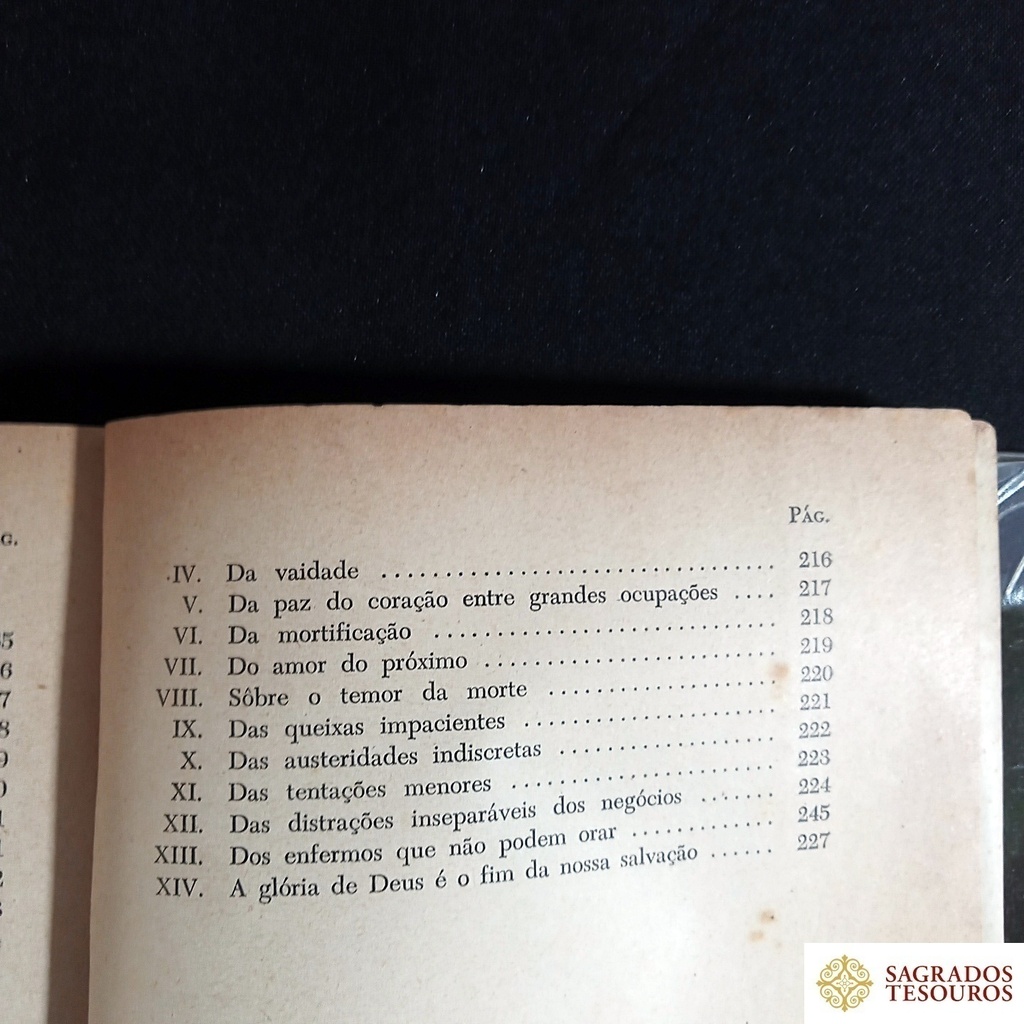 PÁG.
IV. Da vaidade ........................................ 216
V. Da paz do coração entre grandes ocupações .... 217
VI. Da mortificação ................................ 218
VII. Do amor do próximo ........................... 219
VIII. Sôbre o temor da morte ..................... 220
IX. Das queixas impacientes ....................... 221
X. Das austeridades indiscretas .................... 222
XI. Das tentações menores ........................ 223
XII. Das distrações inseparáveis dos negócios ....... 224
XIII. Dos enfermos que não podem orar ............. 245
XIV. A glória de Deus é o fim da nossa salvação ...... 227
SAGRADOS
TESOUROS